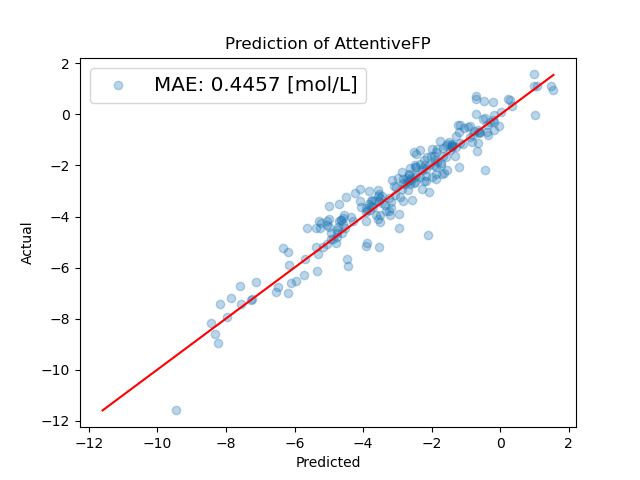 Prediction of AttentiveFP
MAE: 0.4457 [mol/L]
2
0
−2
−4
−6
−8
−10
−12
Actual
−12 −10 −8 −6 −4 −2 0 2
Predicted